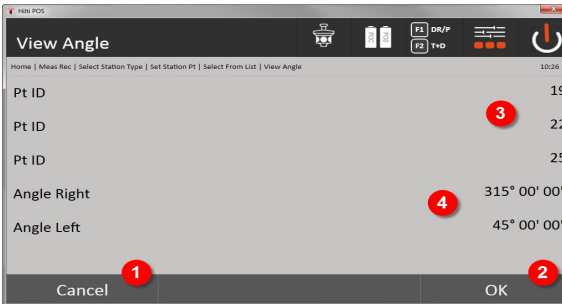 Hilti POS
View Angle
POC
POS
F1 DR/P
F2 T+D
Home | Meas Rec | Select Station Type | Set Station Pt | Select From List | View Angle 10:26
Pt ID 19
3
Pt ID 22
Pt ID 25
Angle Right 315° 00' 00'
4
Angle Left 45° 00' 00'
1
2
Cancel OK